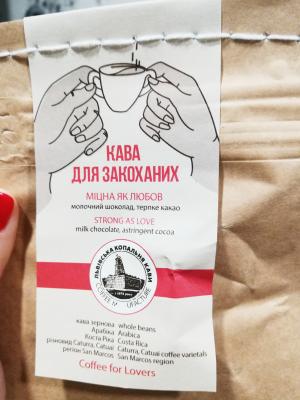 КАВА
ДЛЯ ЗАКОХАНИХ
МІЦНА ЯК ЛЮБОВ
молочний шоколад, терпке какао
STRONG AS LOVE
milk chocolate, astringent cocoa
ЛЬВІВСЬКА КОПАЛЬНЯ КАВИ
COFFEE M UFACTURE
кава зернова whole beans
Арабіка Arabica
Коста Ріка Costa Rica
різновид Caturra, Catuai Caturra, Catuai coffee varietals
регіон San Marcos San Marcos region
Coffee for Lovers